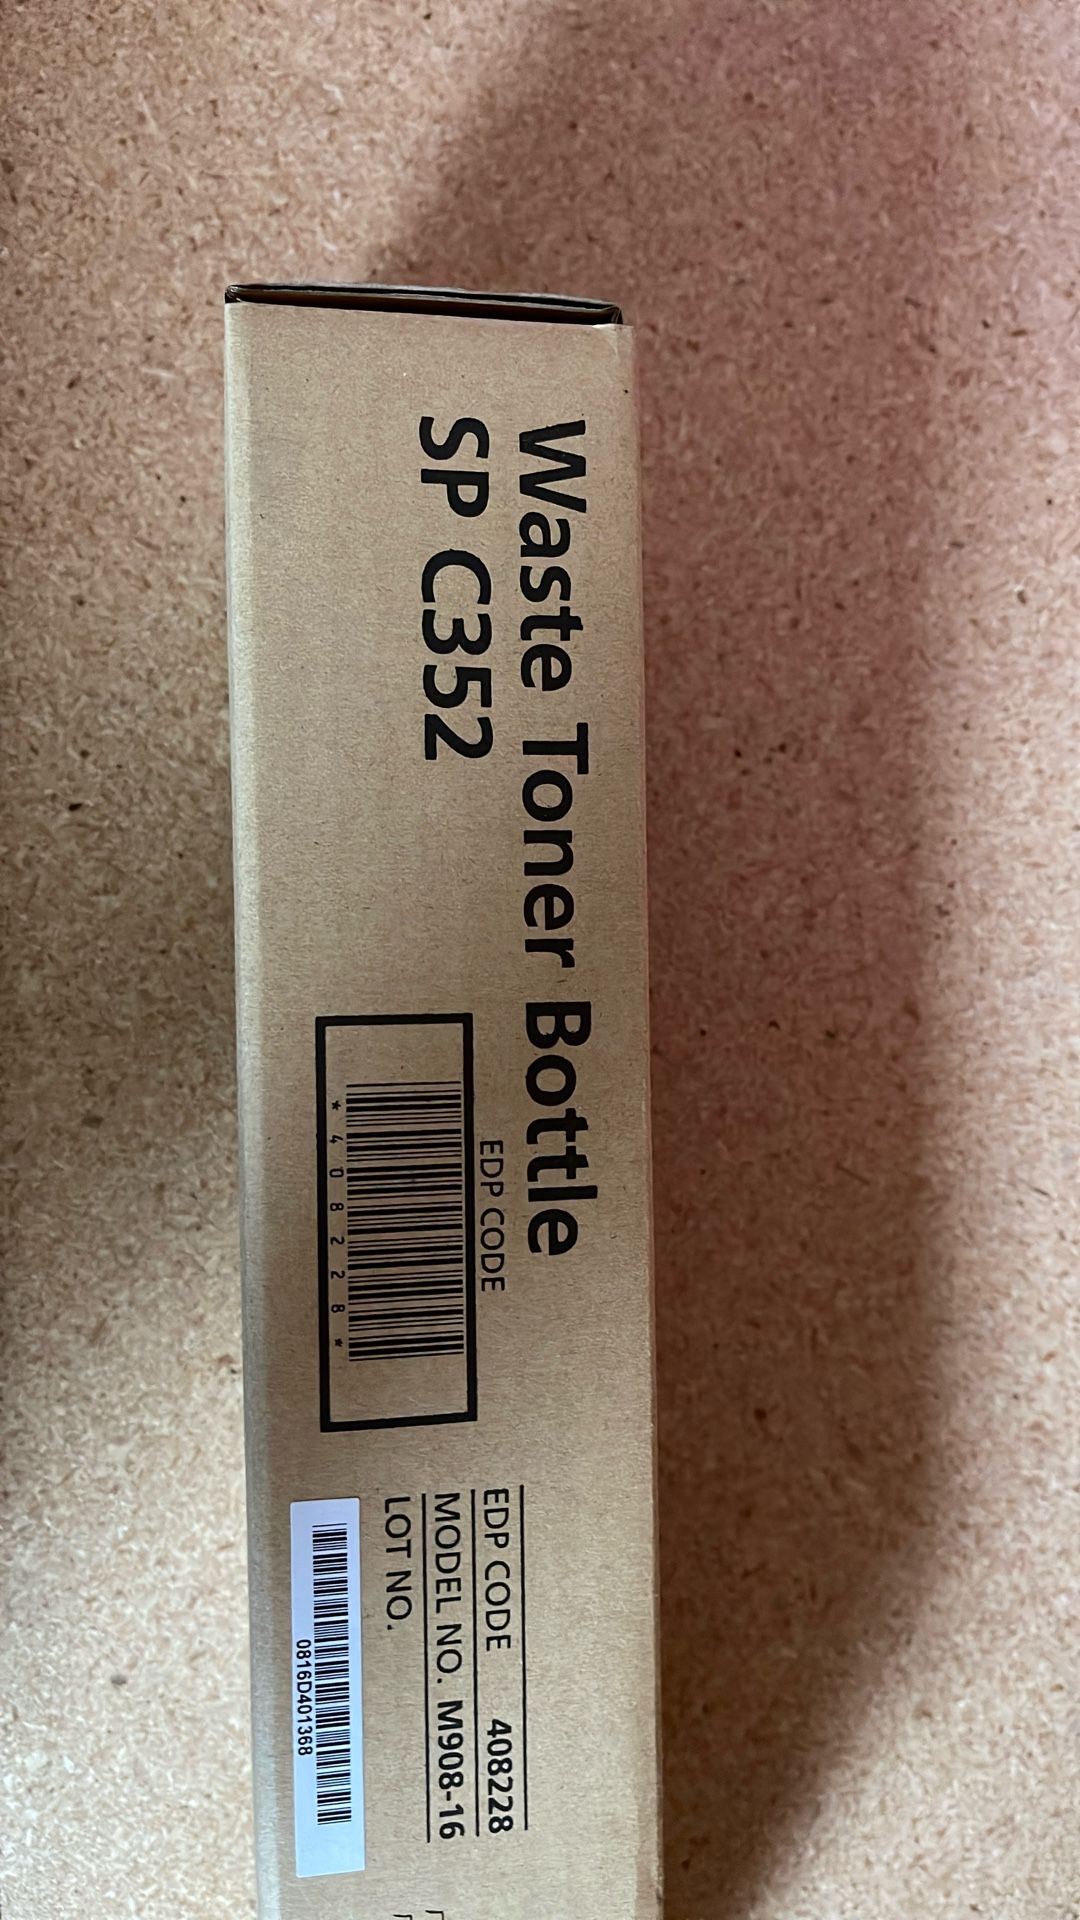 Waste Toner Bottle
SP C352
EDP CODE
*408228*
EDP CODE 408228
MODEL NO. M908-16
LOT NO.
0816D401368